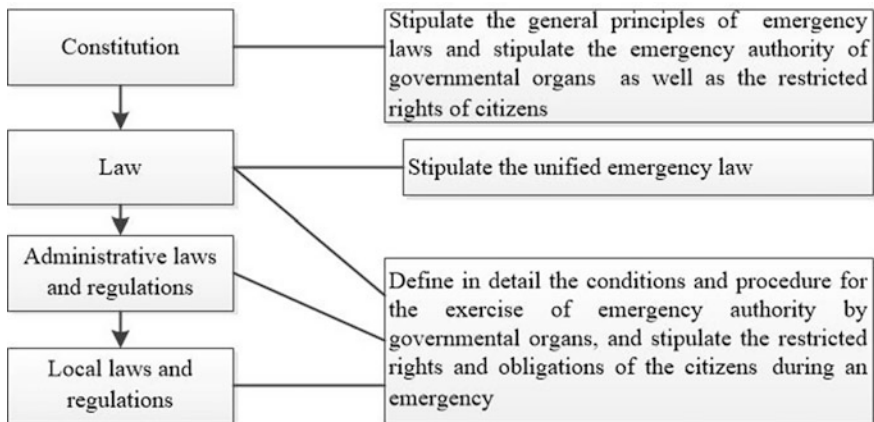 Constitution
Stipulate the general principles of emergency
laws and stipulate the emergency authority of
governmental organs as well as the restricted
rights of citizens
Law
Stipulate the unified emergency law
Administrative laws
and regulations
Define in detail the conditions and procedure for
the exercise of emergency authority by
governmental organs, and stipulate the restricted
rights and obligations of the citizens during an
emergency
Local laws and
regulations